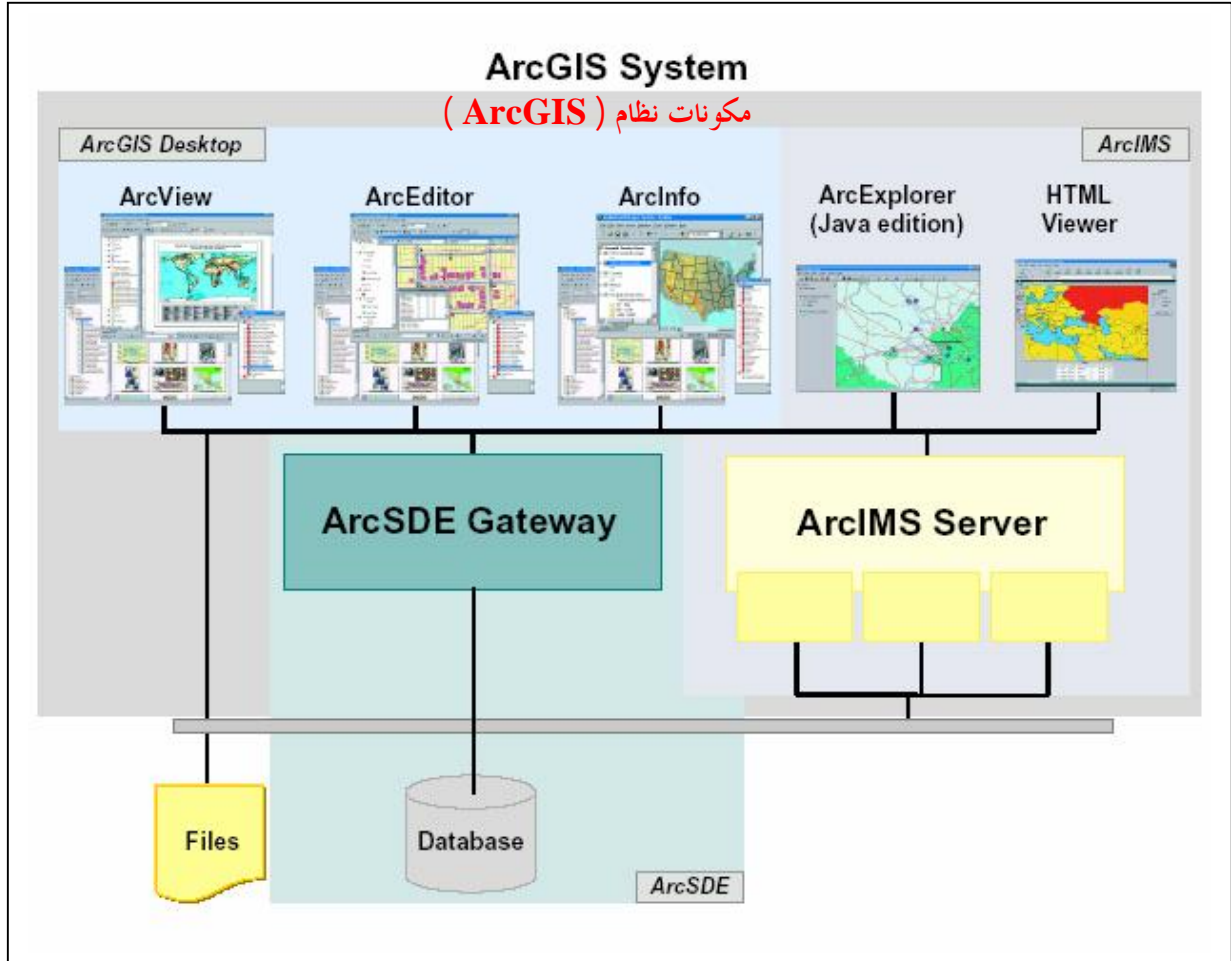 ArcGIS System
مكونات نظام ( ArcGIS )
ArcGIS Desktop
ArcIMS
ArcView
ArcEditor
ArcInfo
ArcExplorer
(Java edition)
HTML
Viewer
ArcSDE Gateway
ArcIMS Server
Files
Database
ArcSDE